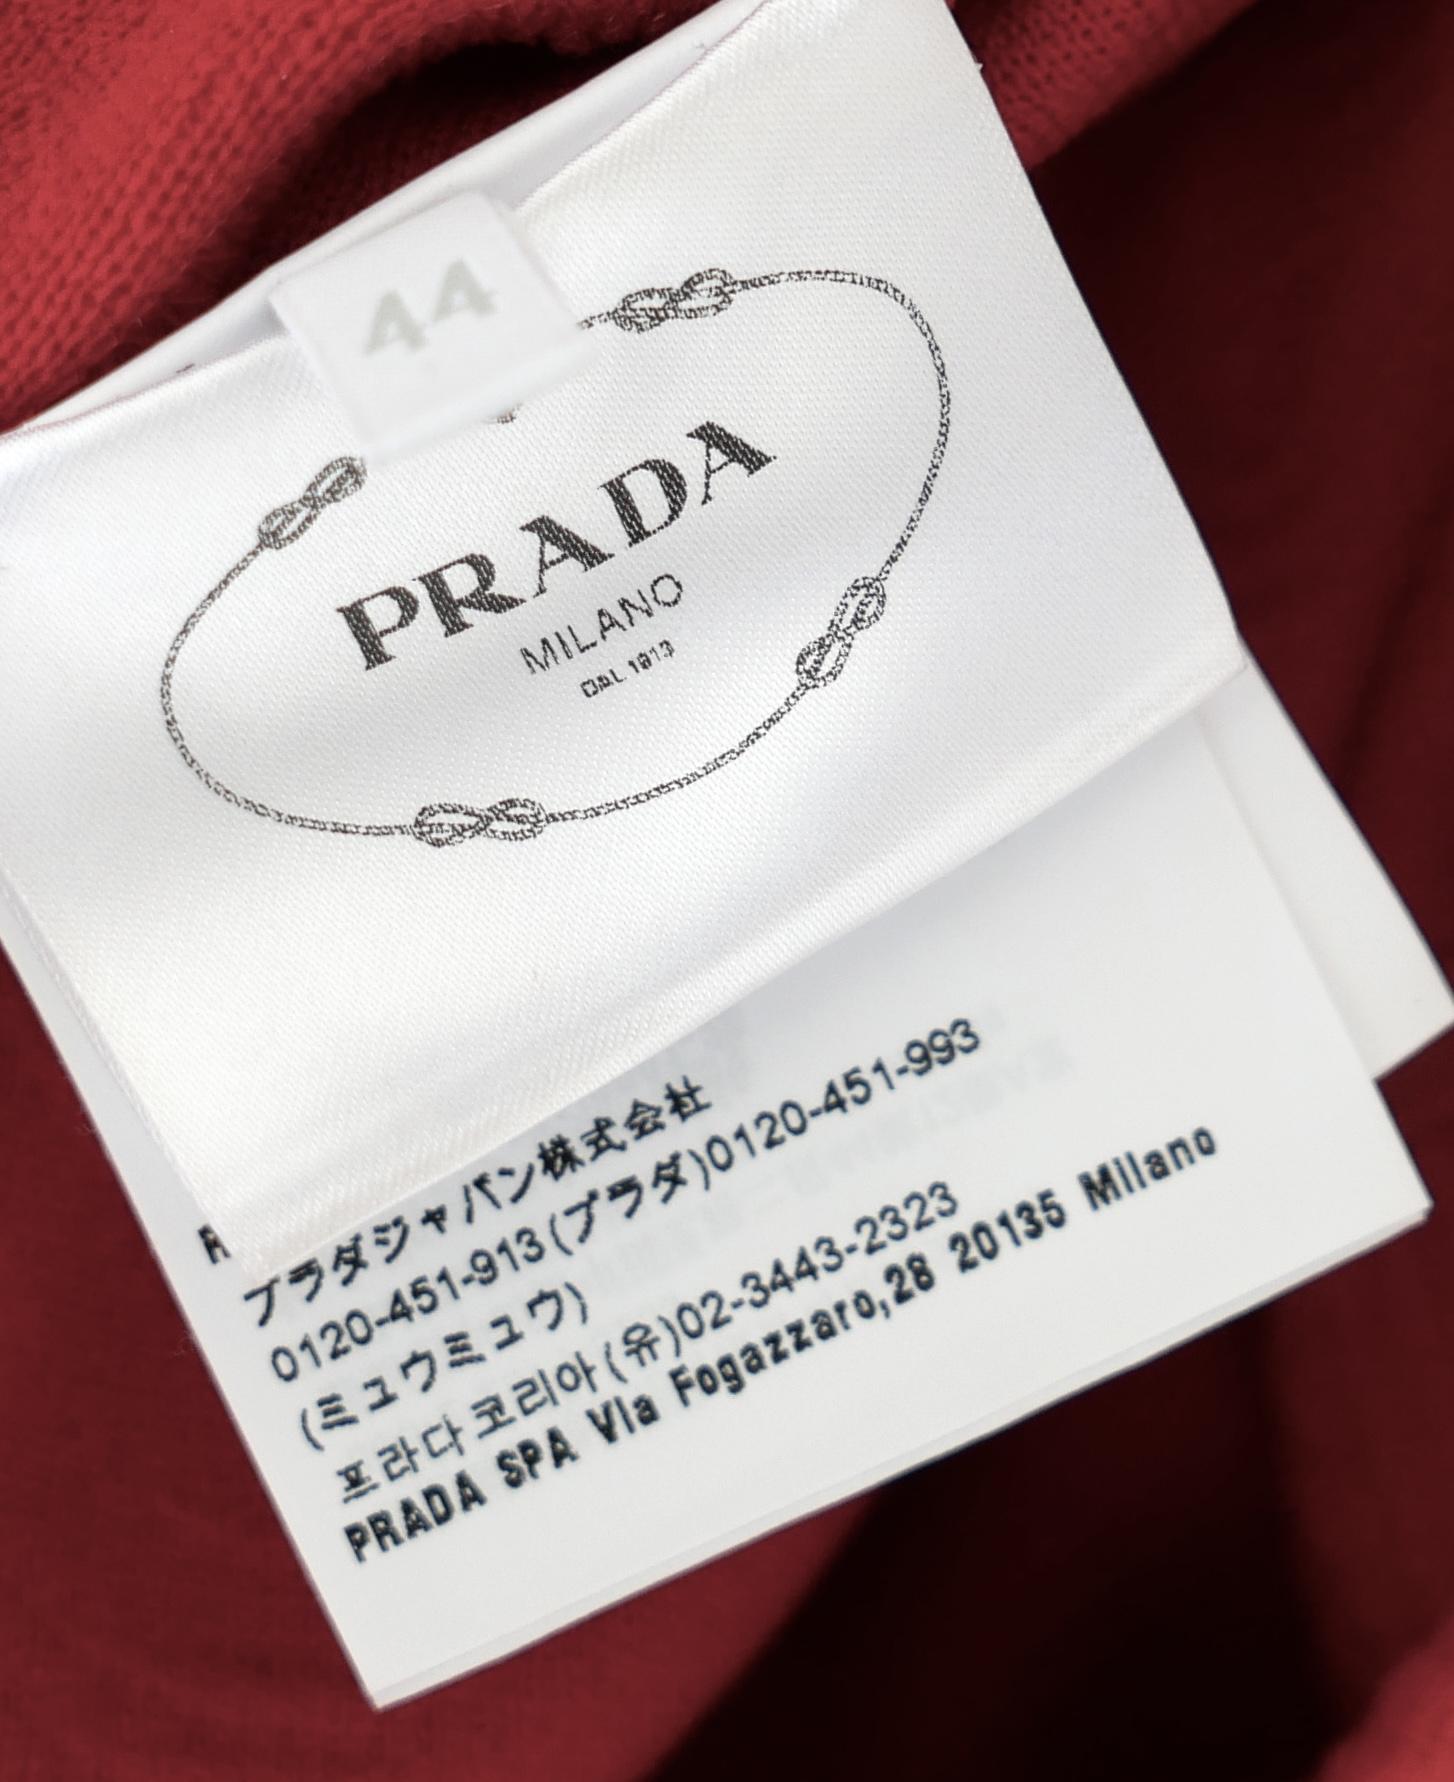 44
PRADA
MILANO
DAL 1913
プラダジャパン株式会社
0120-451-913(プラダ)0120-451-993
(ミュウミュウ)
프라다코리아(유)02-3443-2323
PRADA SPA Via Fogazzaro,28 20135 Milano